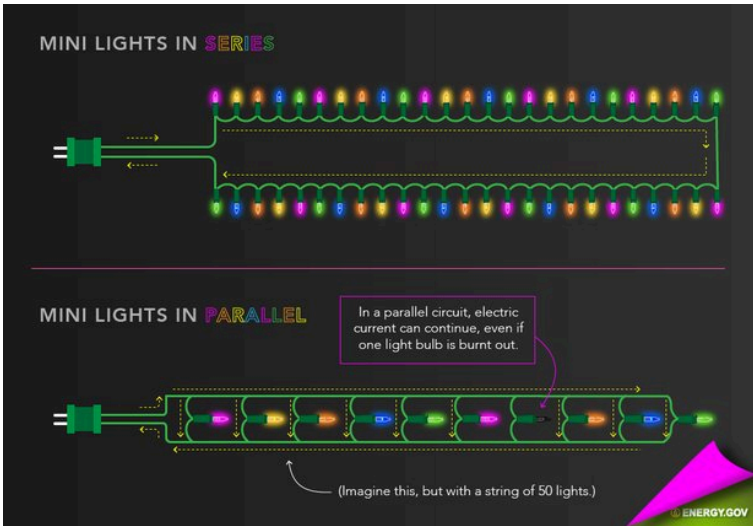 MINI LIGHTS IN SERIES
MINI LIGHTS IN PARALLEL
In a parallel circuit, electric
current can continue, even if
one light bulb is burnt out.
(Imagine this, but with a string of 50 lights.)
ENERGY.GOV